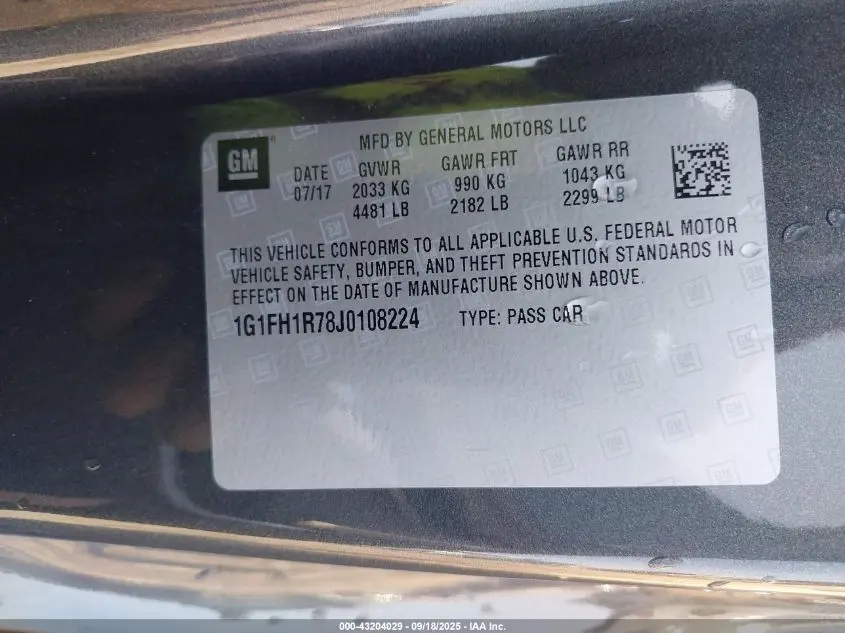 MFD BY GENERAL MOTORS LLC
GM
DATE GVWR GAWR FRT GAWR RR
07/17 2033 KG 990 KG 1043 KG
4481 LB 2182 LB 2299 LB
THIS VEHICLE CONFORMS TO ALL APPLICABLE U.S. FEDERAL MOTOR
VEHICLE SAFETY, BUMPER, AND THEFT PREVENTION STANDARDS IN
EFFECT ON THE DATE OF MANUFACTURE SHOWN ABOVE.
1G1FH1R78J0108224 TYPE: PASS CAR
000-43204029 - 09/18/2025 - IAA Inc.